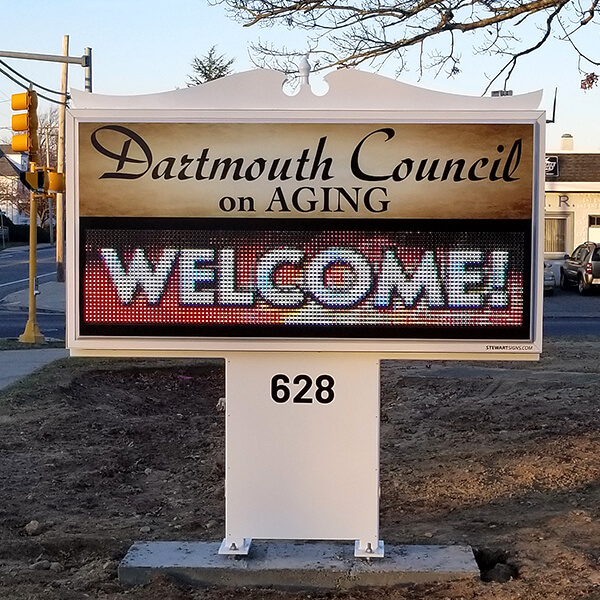 Dartmouth Council
on AGING
WELCOME!
STEWARTSIGNS.COM
628